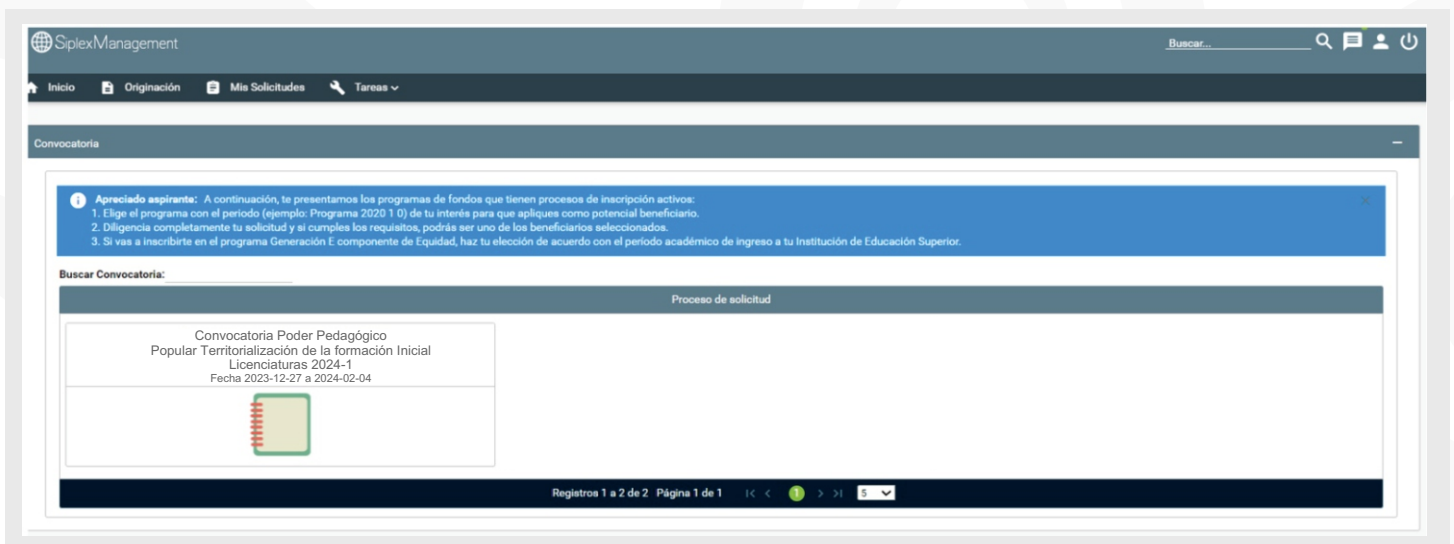 SiplexManagement
Buscar...
Inicio Originación Mis Solicitudes Tareas
Convocatoria
Apreciado aspirante: A continuación, te presentamos los programas de fondos que tienen procesos de inscripción activos:
1. Elige el programa con el periodo (ejemplo: Programa 2020 1 0) de tu interés para que apliques como potencial beneficiario.
2. Diligencia completamente tu solicitud y si cumples los requisitos, podrás ser uno de los beneficiarios seleccionados.
3. Si vas a inscribirte en el programa Generación E componente de Equidad, haz tu elección de acuerdo con el período académico de ingreso a tu Institución de Educación Superior.
Buscar Convocatoria:
Proceso de solicitud
Convocatoria Poder Pedagógico
Popular Territorialización de la formación Inicial
Licenciaturas 2024-1
Fecha 2023-12-27 a 2024-02-04
Registros 1 a 2 de 2 Página 1 de 1 1 5